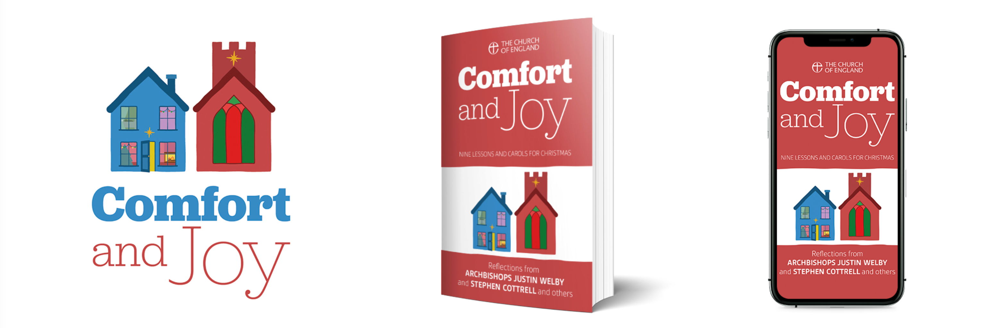 Comfort
and Joy
THE CHURCH
OF ENGLAND
Comfort
and Joy
NINE LESSONS AND CAROLS FOR CHRISTMAS
Reflections from
ARCHBISHOPS JUSTIN WELBY
and STEPHEN COTTRELL and others
THE CHURCH
OF ENGLAND
Comfort
and Joy
NINE LESSONS AND CAROLS FOR CHRISTMAS
Reflections from
ARCHBISHOPS JUSTIN WELBY
and STEPHEN COTTRELL and others